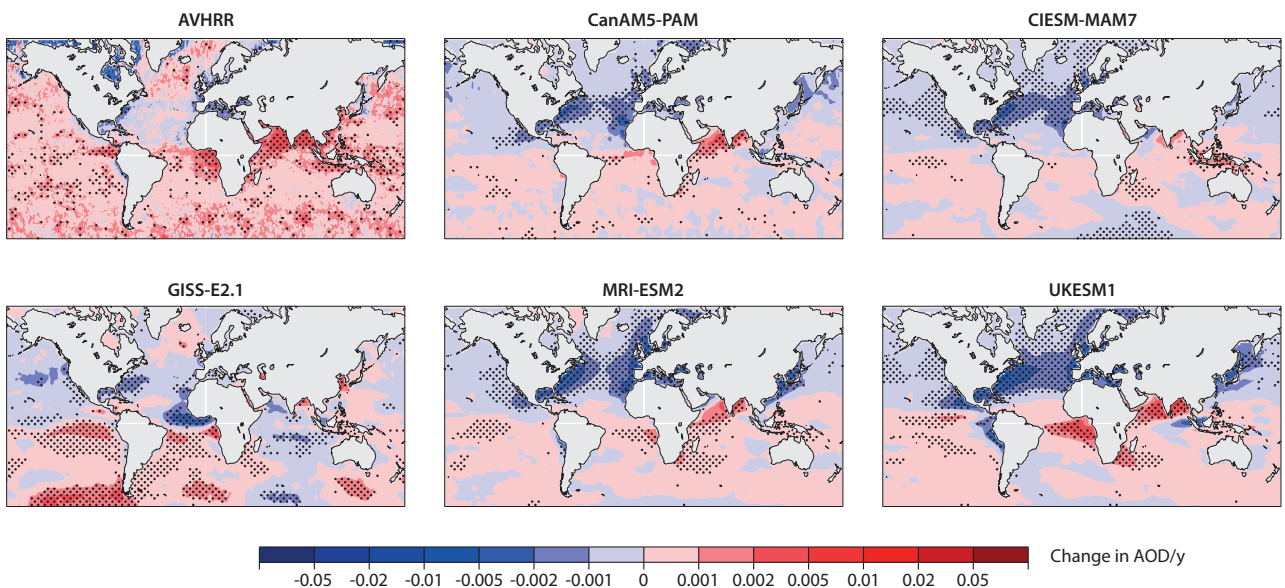 AVHRR
CanAM5-PAM
CIESM-MAM7
GISS-E2.1
MRI-ESM2
UKESM1
-0.05 -0.02 -0.01 -0.005 -0.002 -0.001 0 0.001 0.002 0.005 0.01 0.02 0.05
Change in AOD/y